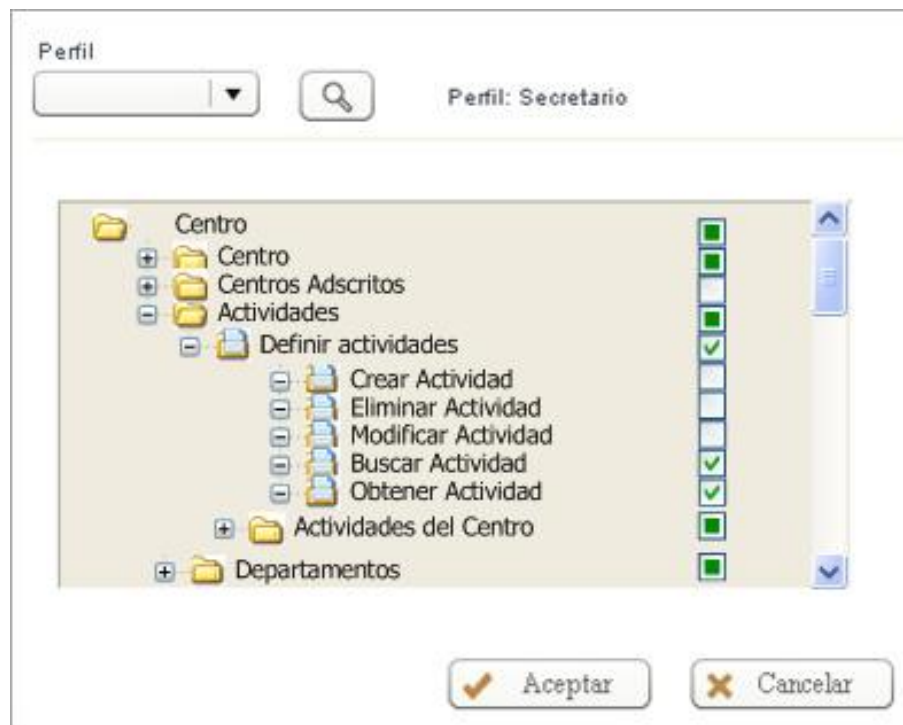 Perfil
Perfil: Secretario
Centro
Centro
Centros Adscritos
Actividades
Definir actividades
Crear Actividad
Eliminar Actividad
Modificar Actividad
Buscar Actividad
Obtener Actividad
Actividades del Centro
Departamentos
Aceptar Cancelar